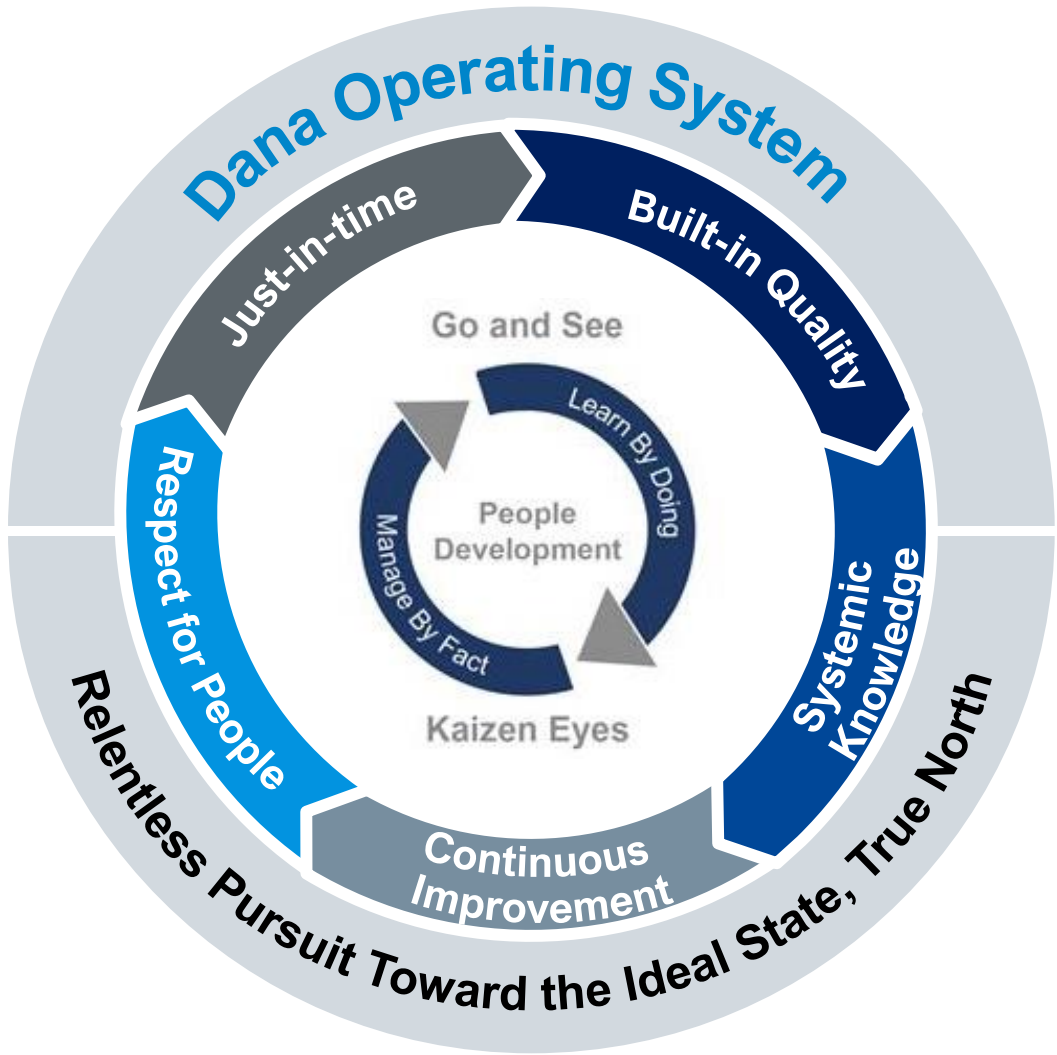 Dana Operating System
Just-in-time
Built-in Quality
Go and See
Learn By Doing
People
Development
Manage By Fact
Kaizen Eyes
Respect for People
Systemic
Knowledge
Continuous
Improvement
Relentless Pursuit Toward the Ideal State, True North